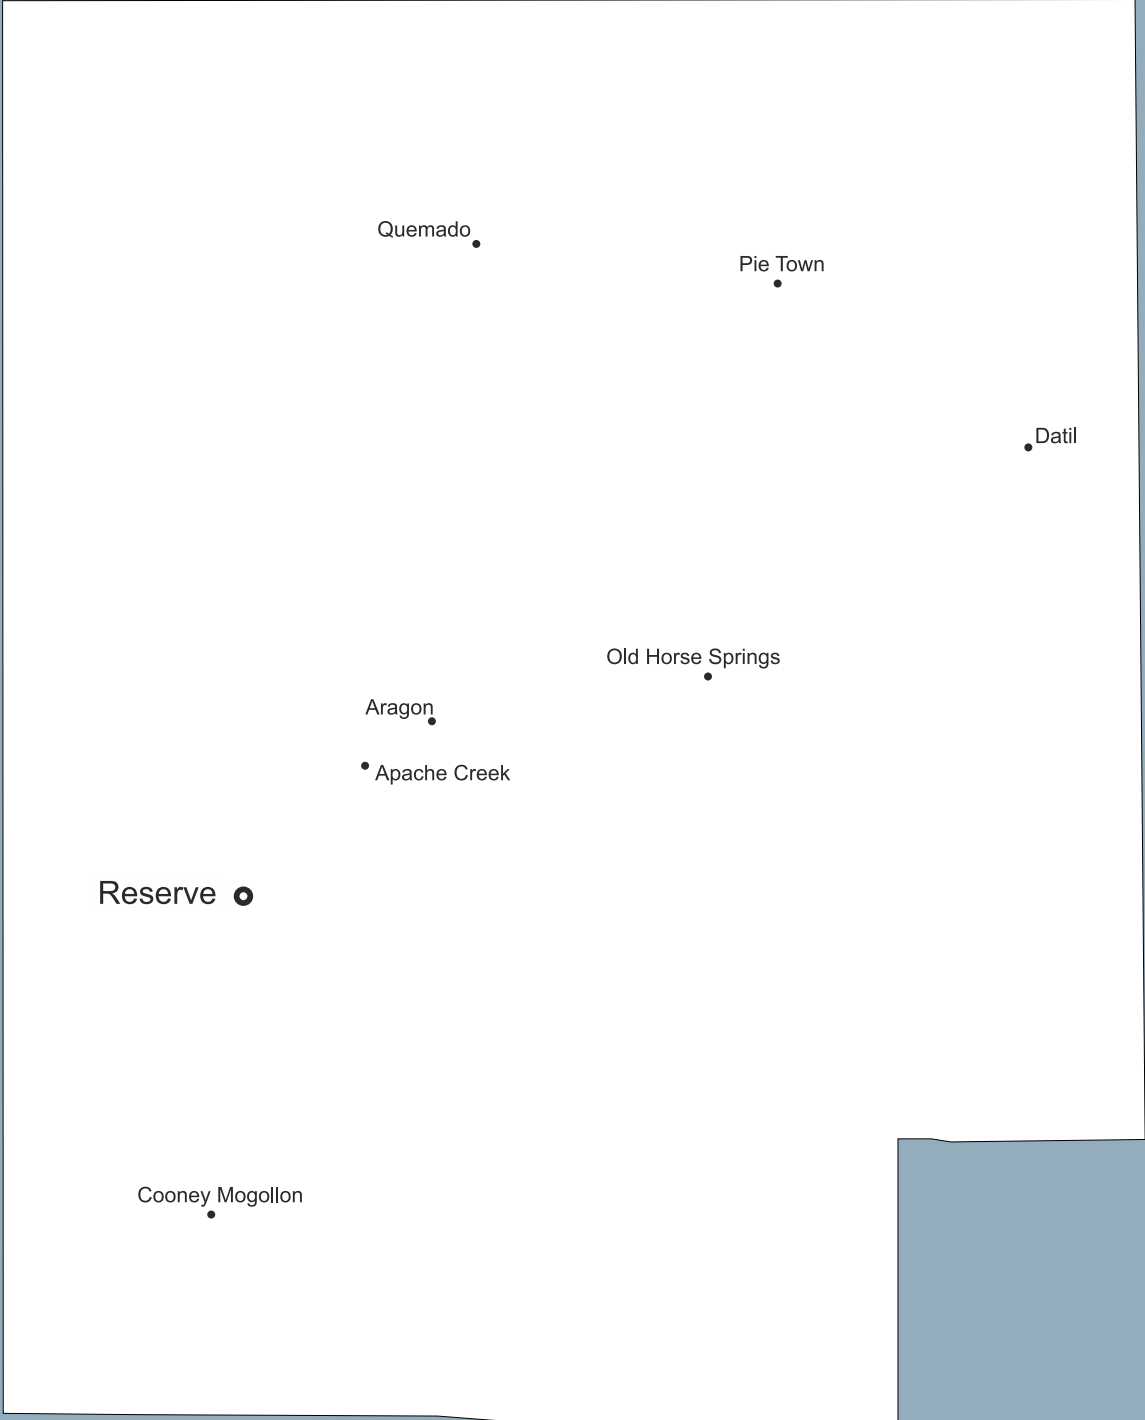 Quemado
Pie Town
Datil
Old Horse Springs
Aragon
Apache Creek
Reserve
Cooney Mogollon